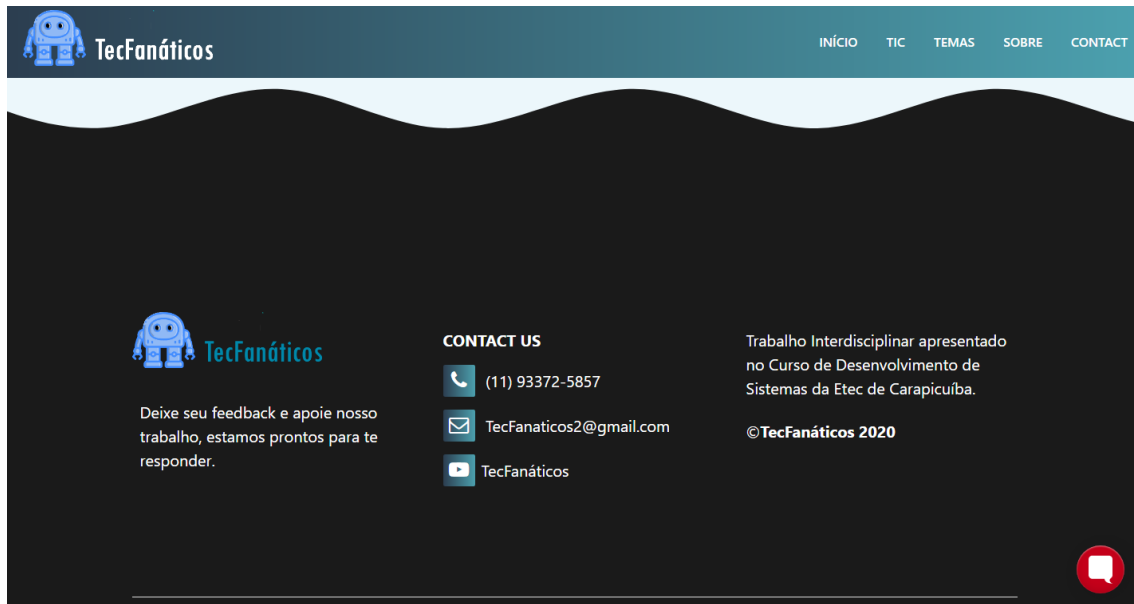 TecFanáticos
INÍCIO TIC TEMAS SOBRE CONTACT
TecFanáticos
Deixe seu feedback e apoie nosso
trabalho, estamos prontos para te
responder.
CONTACT US
(11) 93372-5857
TecFanaticos2@gmail.com
TecFanáticos
Trabalho Interdisciplinar apresentado
no Curso de Desenvolvimento de
Sistemas da Etec de Carapicuíba.
©TecFanáticos 2020